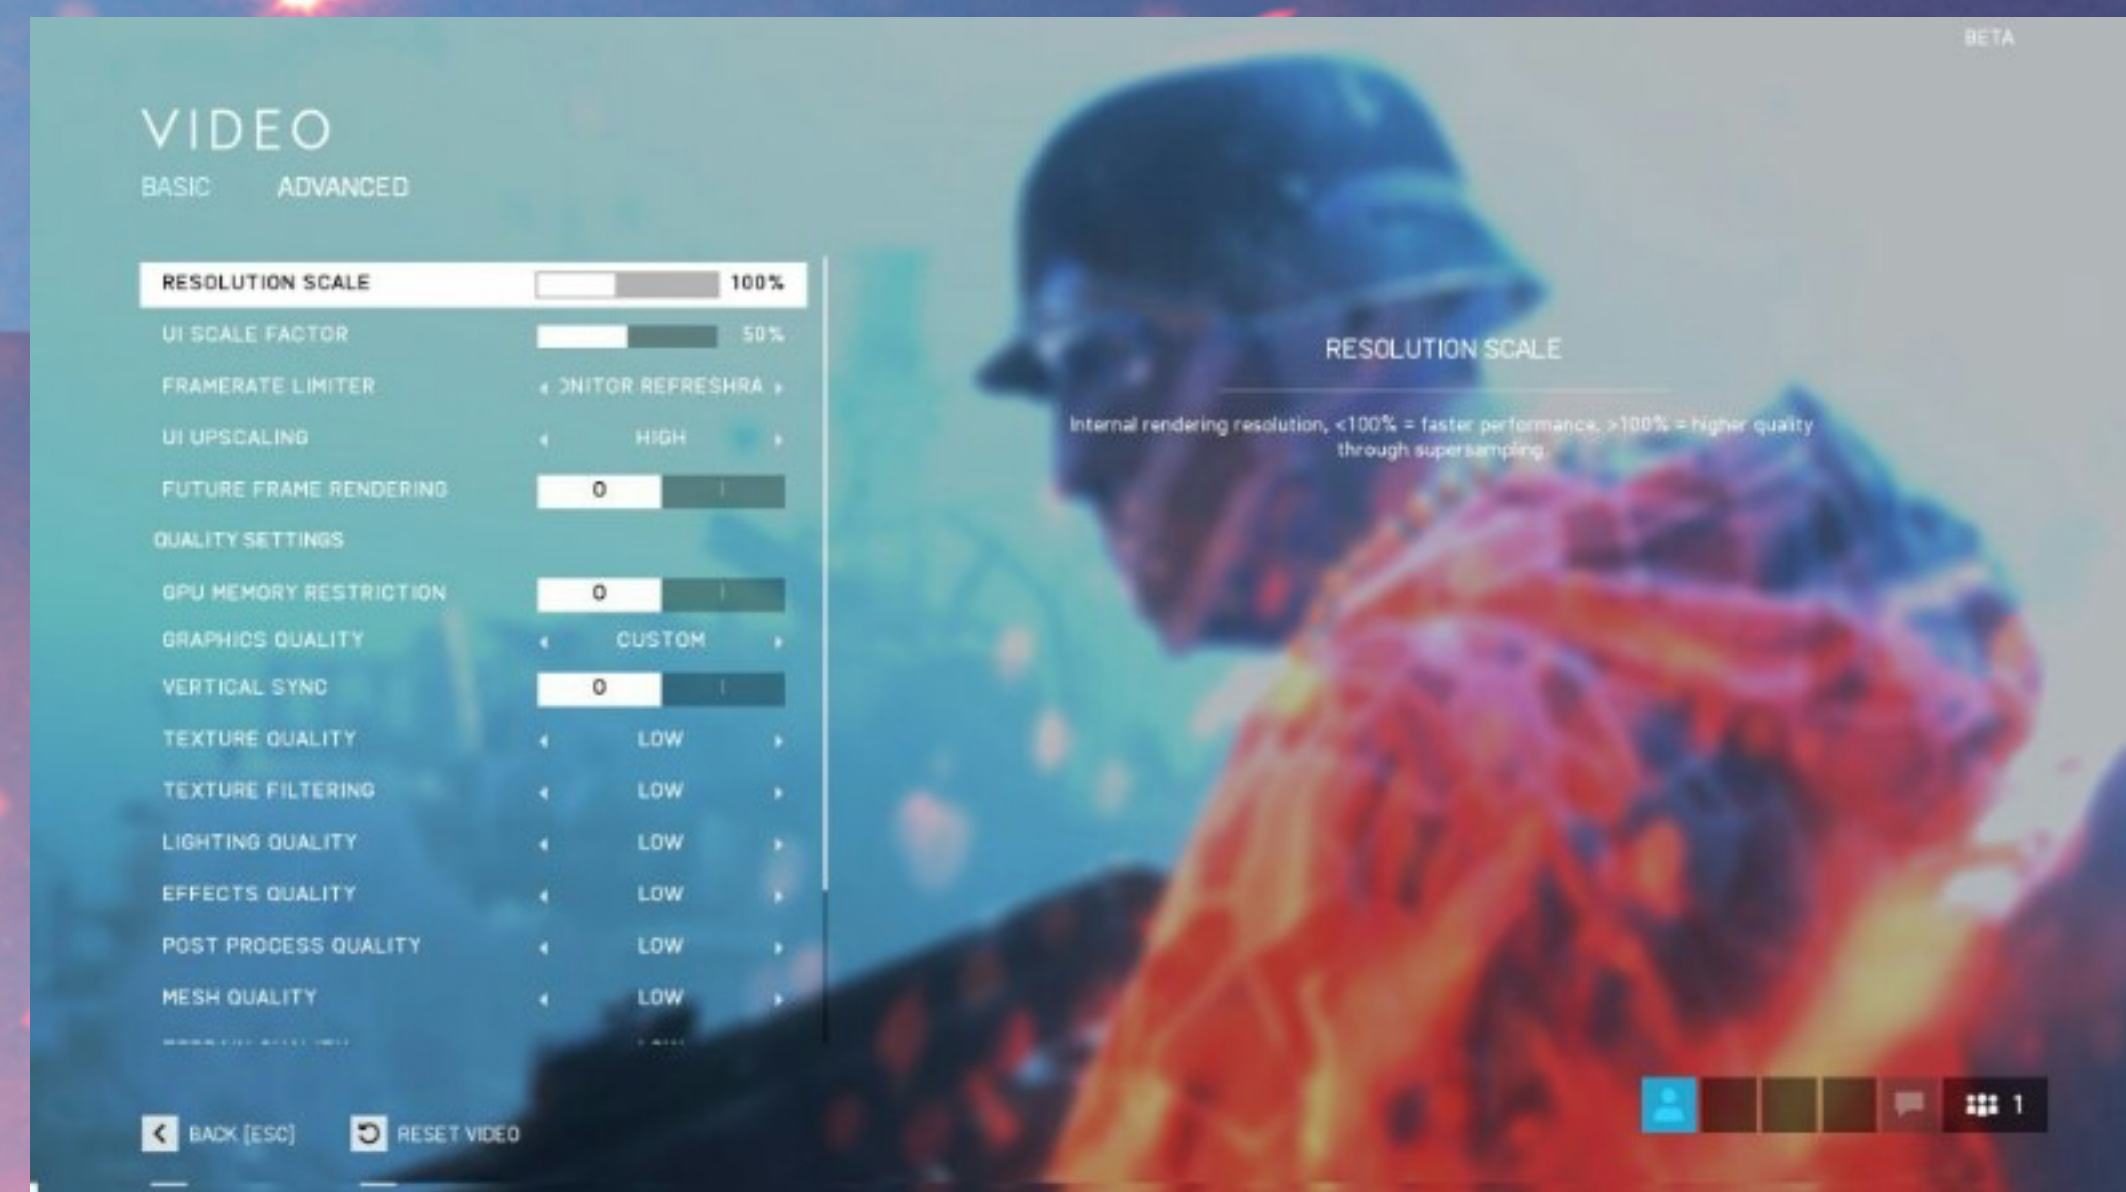 BETA
VIDEO
BASIC ADVANCED
RESOLUTION SCALE 100%
UI SCALE FACTOR 50%
FRAMERATE LIMITER ONITOR REFRESHRA
UI UPSCALING HIGH
FUTURE FRAME RENDERING 0 I
QUALITY SETTINGS
GPU MEMORY RESTRICTION 0 I
GRAPHICS QUALITY CUSTOM
VERTICAL SYNC 0 I
TEXTURE QUALITY LOW
TEXTURE FILTERING LOW
LIGHTING QUALITY LOW
EFFECTS QUALITY LOW
POST PROCESS QUALITY LOW
MESH QUALITY LOW
RESOLUTION SCALE
Internal rendering resolution, <100% = faster performance, >100% = higher quality
through supersampling.
BACK [ESC] RESET VIDEO
1